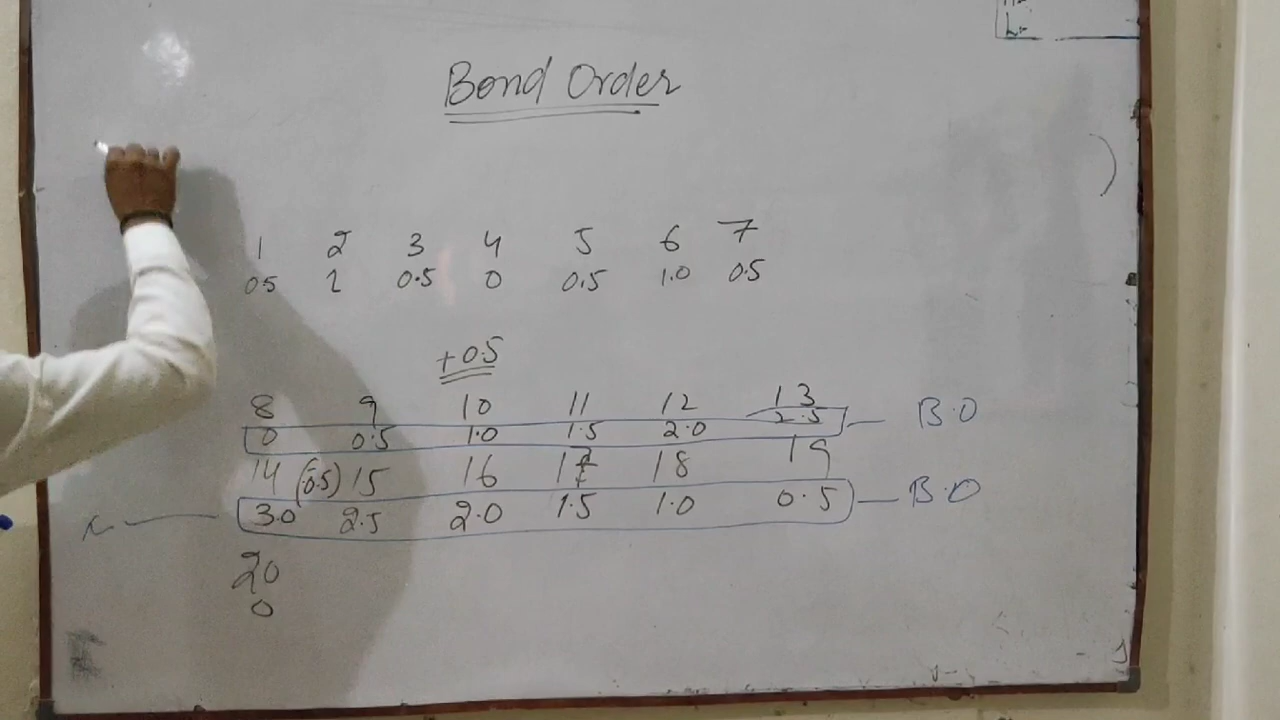 L:-
Bond Order
1 2 3 4 5 6 7
0.5 1 0.5 0 0.5 1.0 0.5
+0.5
8 9 10 11 12 13
0 0.5 1.0 1.5 2.0 2.5 — B.O
14 (-0.5) 15 16 17 18 19
3.0 2.5 2.0 1.5 1.0 0.5 — B.O
20
0